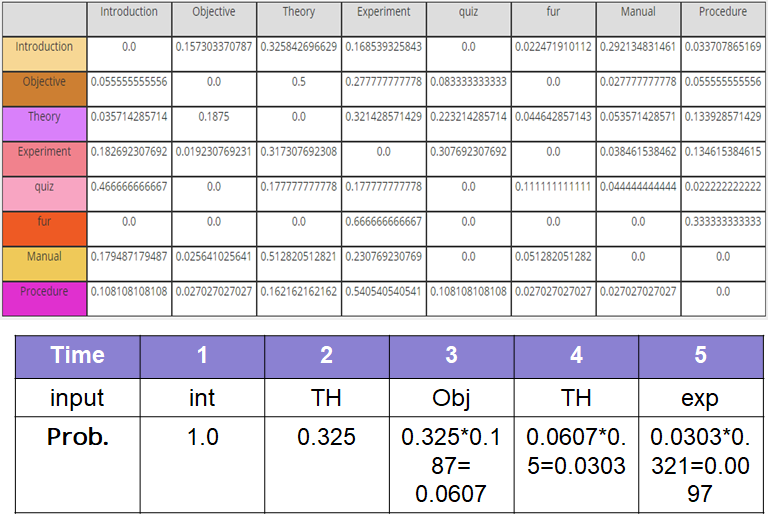 Introduction Objective Theory Experiment quiz fur Manual Procedure
Introduction 0.0 0.157303370787 0.325842696629 0.168539325843 0.0 0.022471910112 0.292134831461 0.033707865169
Objective 0.055555555556 0.0 0.5 0.277777777778 0.083333333333 0.0 0.027777777778 0.055555555556
Theory 0.035714285714 0.1875 0.0 0.321428571429 0.223214285714 0.044642857143 0.053571428571 0.133928571429
Experiment 0.182692307692 0.019230769231 0.317307692308 0.0 0.307692307692 0.0 0.038461538462 0.134615384615
quiz 0.466666666667 0.0 0.177777777778 0.177777777778 0.0 0.111111111111 0.044444444444 0.022222222222
fur 0.0 0.0 0.0 0.666666666667 0.0 0.0 0.0 0.333333333333
Manual 0.179487179487 0.025641025641 0.512820512821 0.230769230769 0.0 0.051282051282 0.0 0.0
Procedure 0.108108108108 0.027027027027 0.162162162162 0.540540540541 0.108108108108 0.027027027027 0.027027027027 0.0
Time 1 2 3 4 5
input int TH Obj TH exp
Prob. 1.0 0.325 0.325*0.1 0.0607*0. 0.0303*0.
87= 5=0.0303 321=0.00
0.0607 97